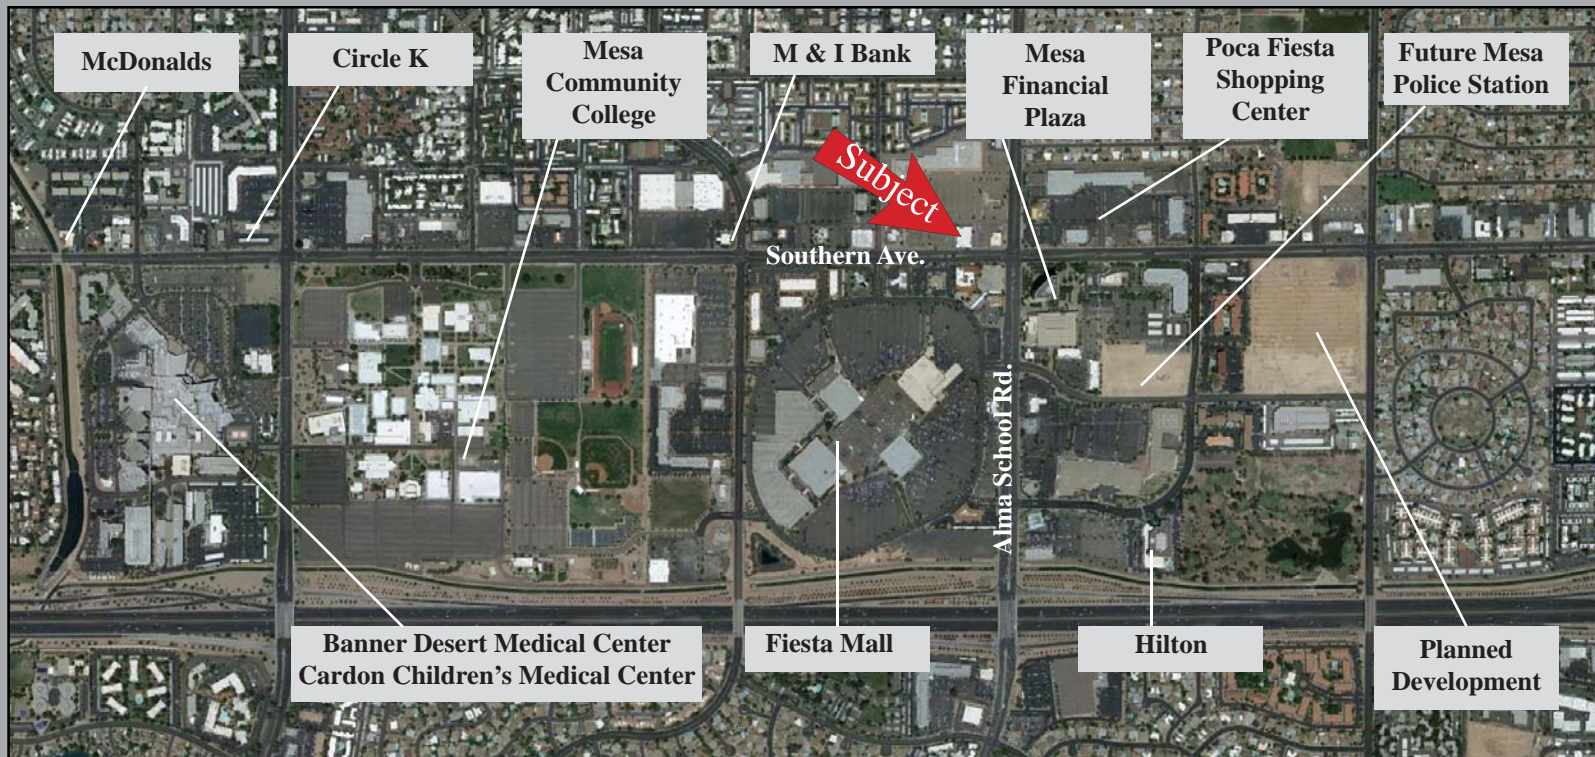 McDonalds
Circle K
Mesa
Community
College
M & I Bank
Mesa
Financial
Plaza
Poca Fiesta
Shopping
Center
Future Mesa
Police Station
Subject
Southern Ave.
Alma School Rd.
Banner Desert Medical Center
Cardon Children's Medical Center
Fiesta Mall
Hilton
Planned
Development